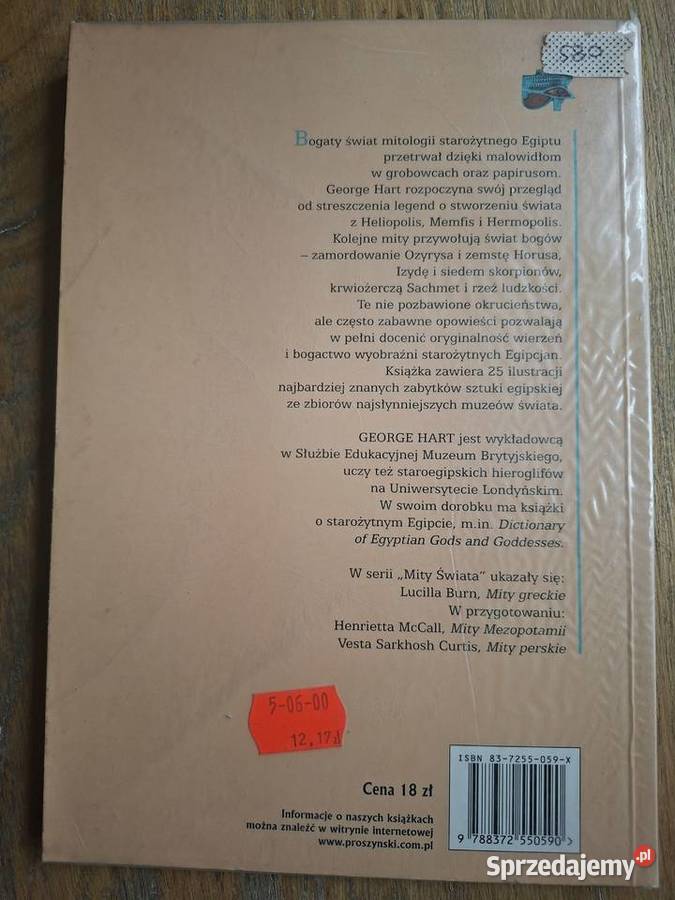 085
Bogaty świat mitologii starożytnego Egiptu
przetrwał dzięki malowidłom
w grobowcach oraz papirusom.
George Hart rozpoczyna swój przegląd
od streszczenia legend o stworzeniu świata
z Heliopolis, Memfis i Hermopolis.
Kolejne mity przywołują świat bogów
– zamordowanie Ozyrysa i zemstę Horusa,
Izydę i siedem skorpionów,
krwiożerczą Sachmet i rzeź ludzkości.
Te nie pozbawione okrucieństwa,
ale często zabawne opowieści pozwalają
w pełni docenić oryginalność wierzeń
i bogactwo wyobraźni starożytnych Egipcjan.
Książka zawiera 25 ilustracji
najbardziej znanych zabytków sztuki egipskiej
ze zbiorów najsłynniejszych muzeów świata.
GEORGE HART jest wykładowcą
w Służbie Edukacyjnej Muzeum Brytyjskiego,
uczy też staroegipskich hieroglifów
na Uniwersytecie Londyńskim.
W swoim dorobku ma książki
o starożytnym Egipcie, m.in. Dictionary
of Egyptian Gods and Goddesses.
W serii „Mity Świata” ukazały się:
Lucilla Burn, Mity greckie
W przygotowaniu:
Henrietta McCall, Mity Mezopotamii
Vesta Sarkhosh Curtis, Mity perskie
5-06-00
12,17zł
Cena 18 zł
Informacje o naszych książkach
można znaleźć w witrynie internetowej
www.proszynski.com.pl
ISBN 83-7255-059-X
9 788372 550590 >
Sprzedajemy.pl